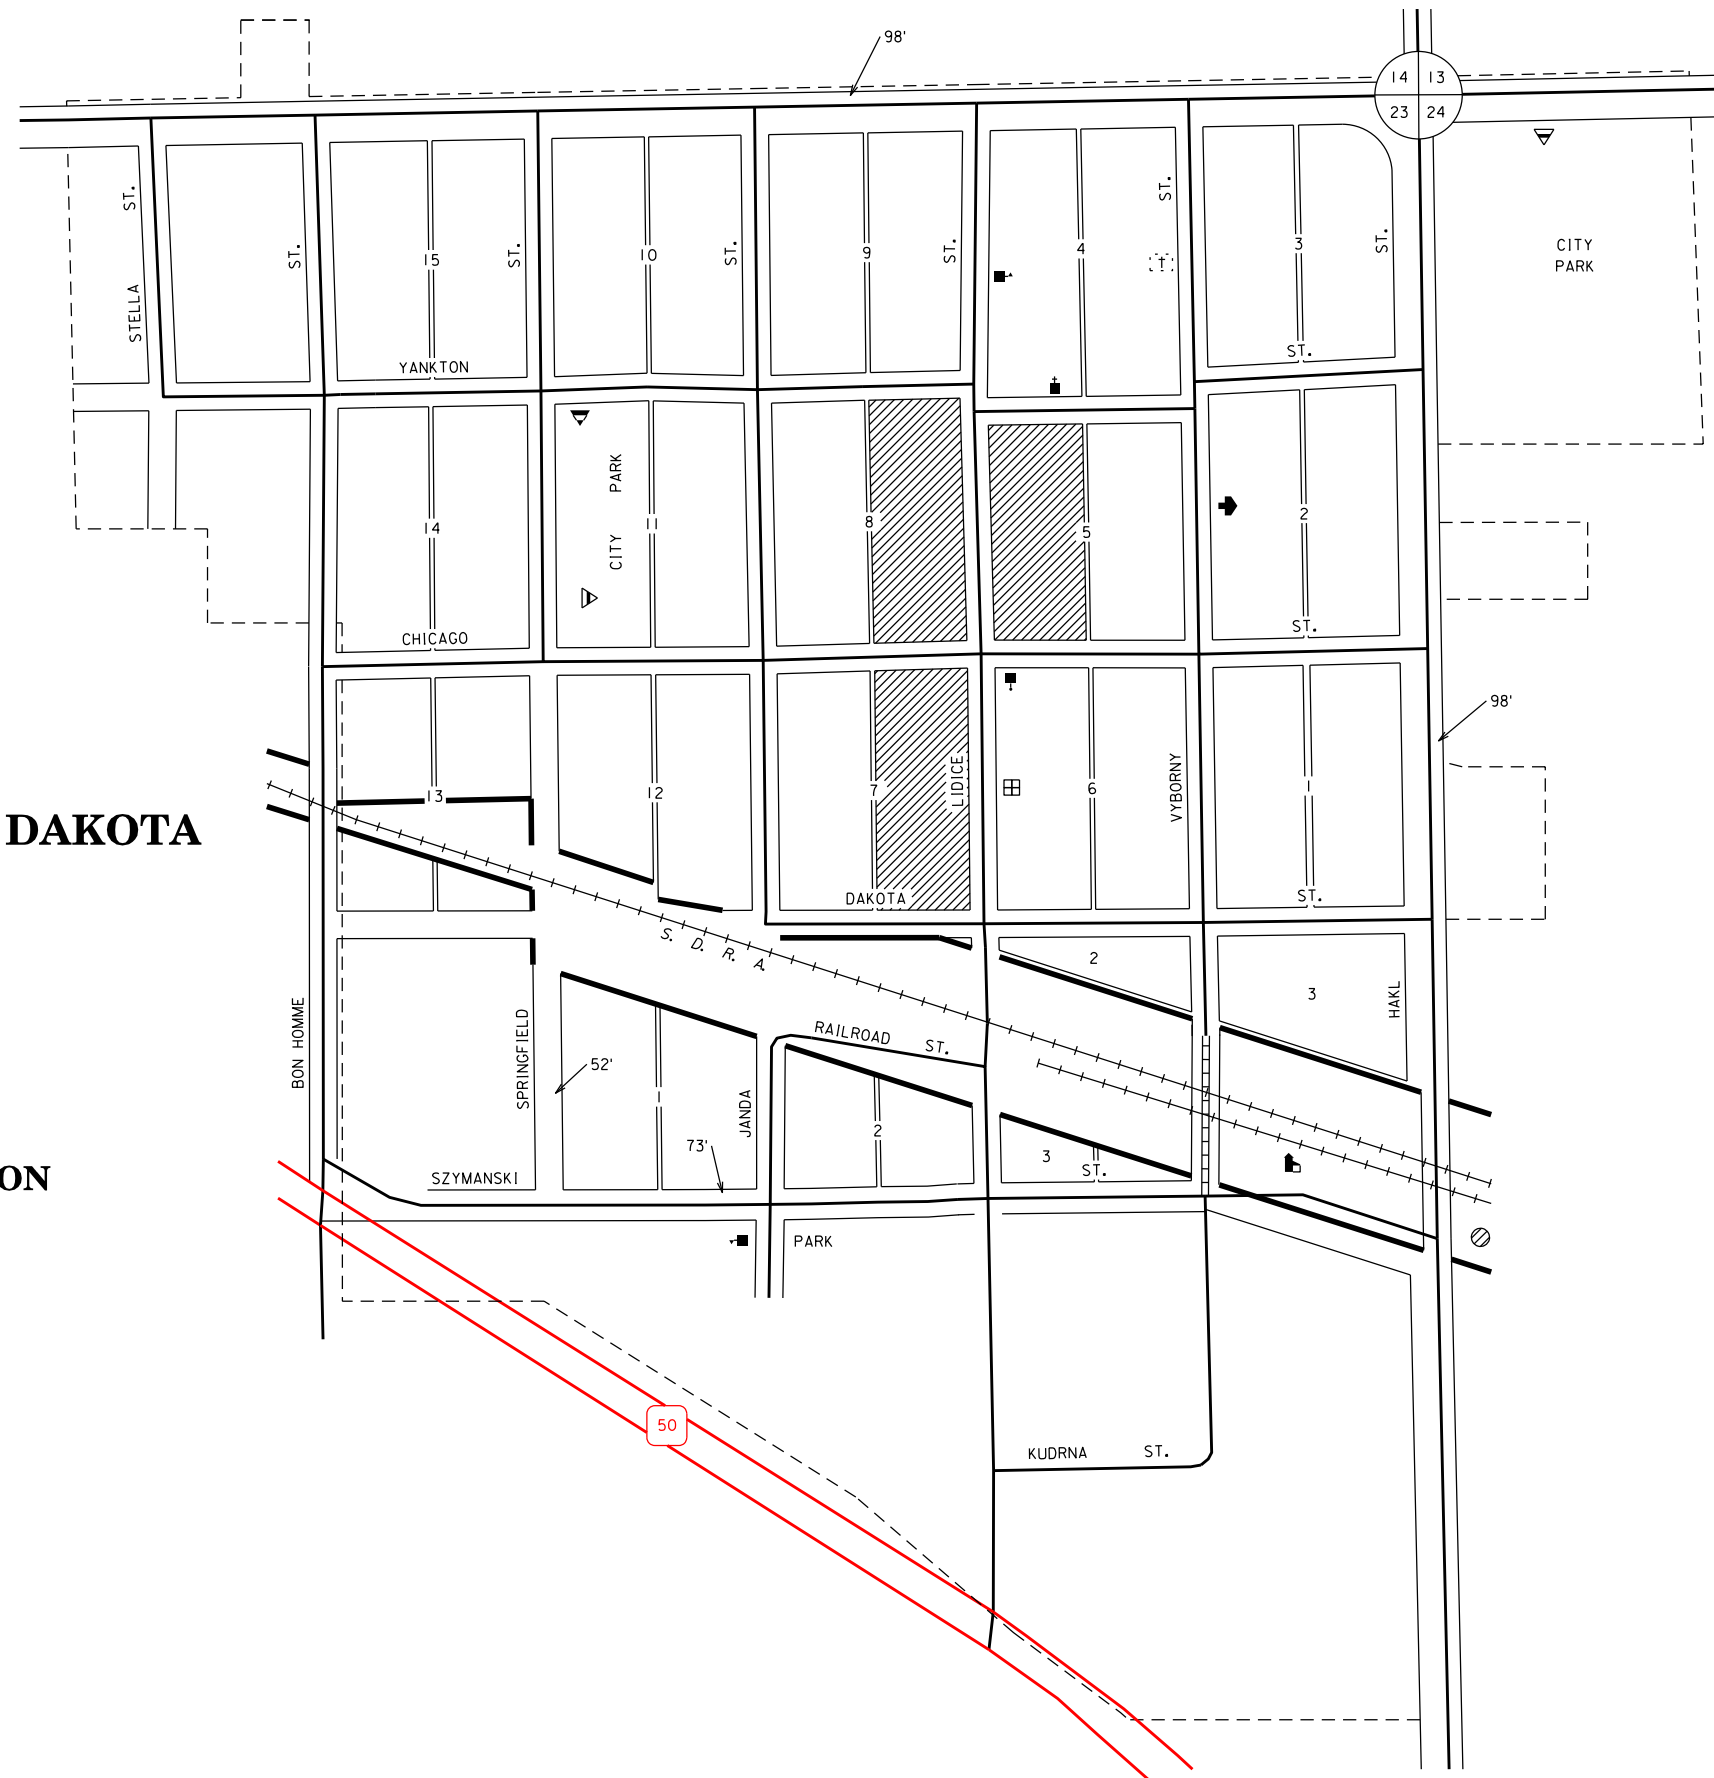 98'
14 13
23 24
ST.
ST.
ST.
ST.
ST.
ST.
ST.
ST.
STELLA
15
10
9
4
3
CITY
PARK
YANKTON
ST.
14
CITY PARK
11
8
5
2
CHICAGO
ST.
98'
13
12
7
LIDICE
6
VYBORNY
1
DAKOTA
DAKOTA
ST.
S. D. R. A.
2
3
HAKL
BON HOMME
SPRINGFIELD
RAILROAD ST.
52'
1
JANDA
2
73'
3
ST.
SZYMANSKI
ON
PARK
50
KUDRNA ST.